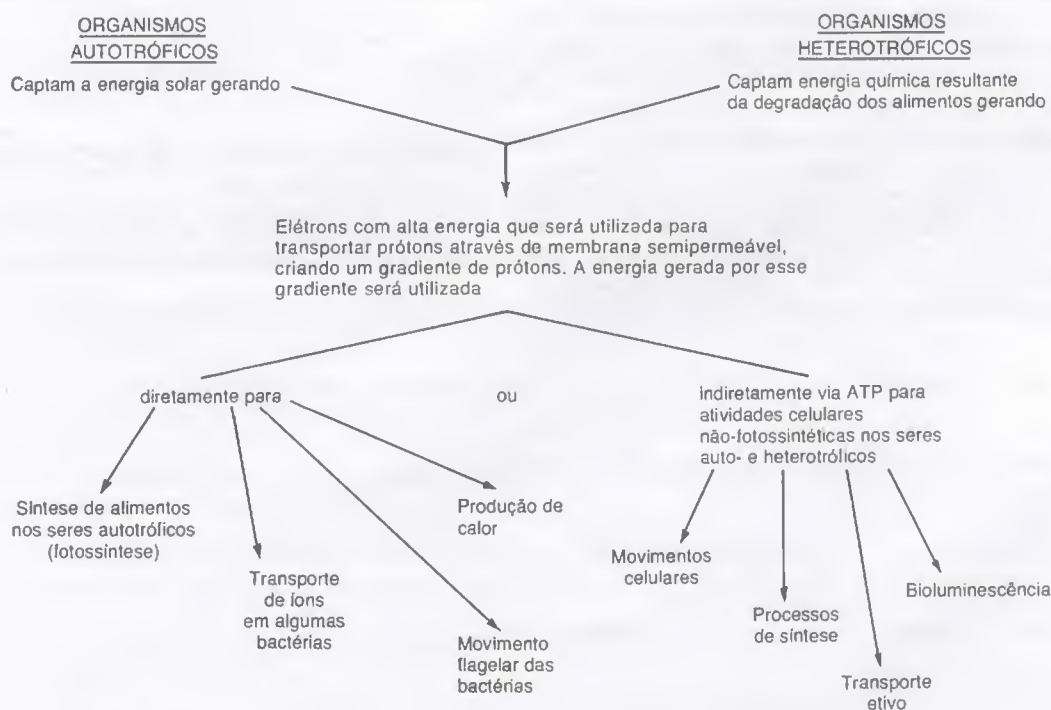 ORGANISMOS
AUTOTRÓFICOS
Captam a energia solar gerando
ORGANISMOS
HETEROTRÓFICOS
Captam energia química resultante
da degradação dos alimentos gerando
Elétrons com alta energia que será utilizada para
transportar prótons através de membrana semipermeável,
criando um gradiente de prótons. A energia gerada por esse
gradiente será utilizada
diretamente para
ou
indiretamente via ATP para
atividades celulares
não-fotossintéticas nos seres
auto- e heterotrólicos
Síntese de alimentos
nos seres autotrólicos
(fotossíntese)
Transporte
de íons
em algumas
bactérias
Movimento
flagelar das
bactérias
Produção de
calor
Movimentos
celulares
Processos
de síntese
Transporte
etivo
Bioluminescência